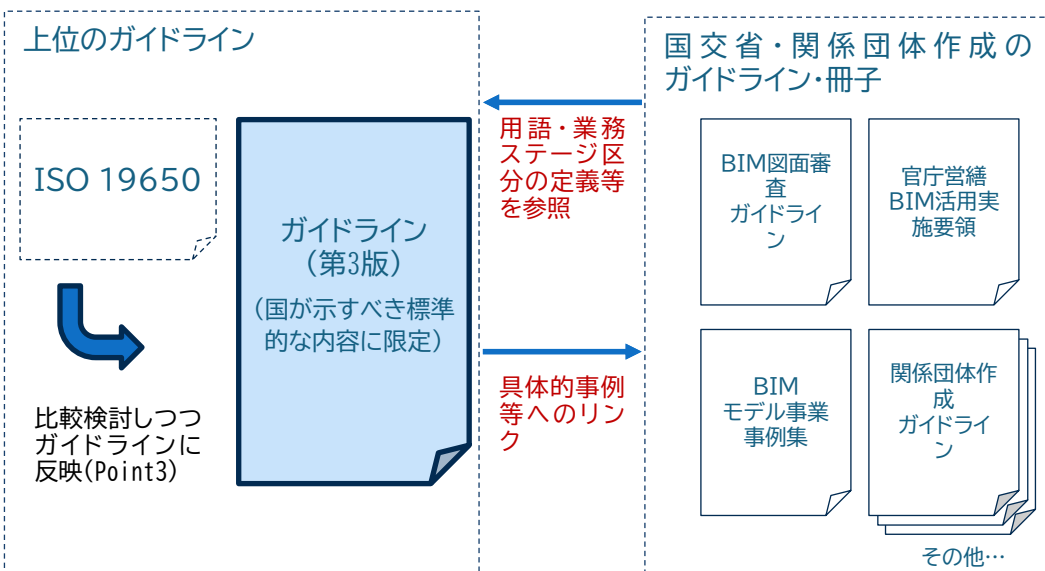 上位のガイドライン
ISO 19650
比較検討しつつ
ガイドラインに
反映(Point3)
ガイドライン
(第3版)
(国が示すべき標準
的な内容に限定)
用語・業務
ステージ区
分の定義等
を参照
具体的事例
等へのリン
ク
国交省・関係団体作成の
ガイドライン・冊子
BIM図面審
査
ガイドライ
ン
官庁営繕
BIM活用実
施要領
BIM
モデル事業
事例集
関係団体作
成
ガイドライ
ン
その他…